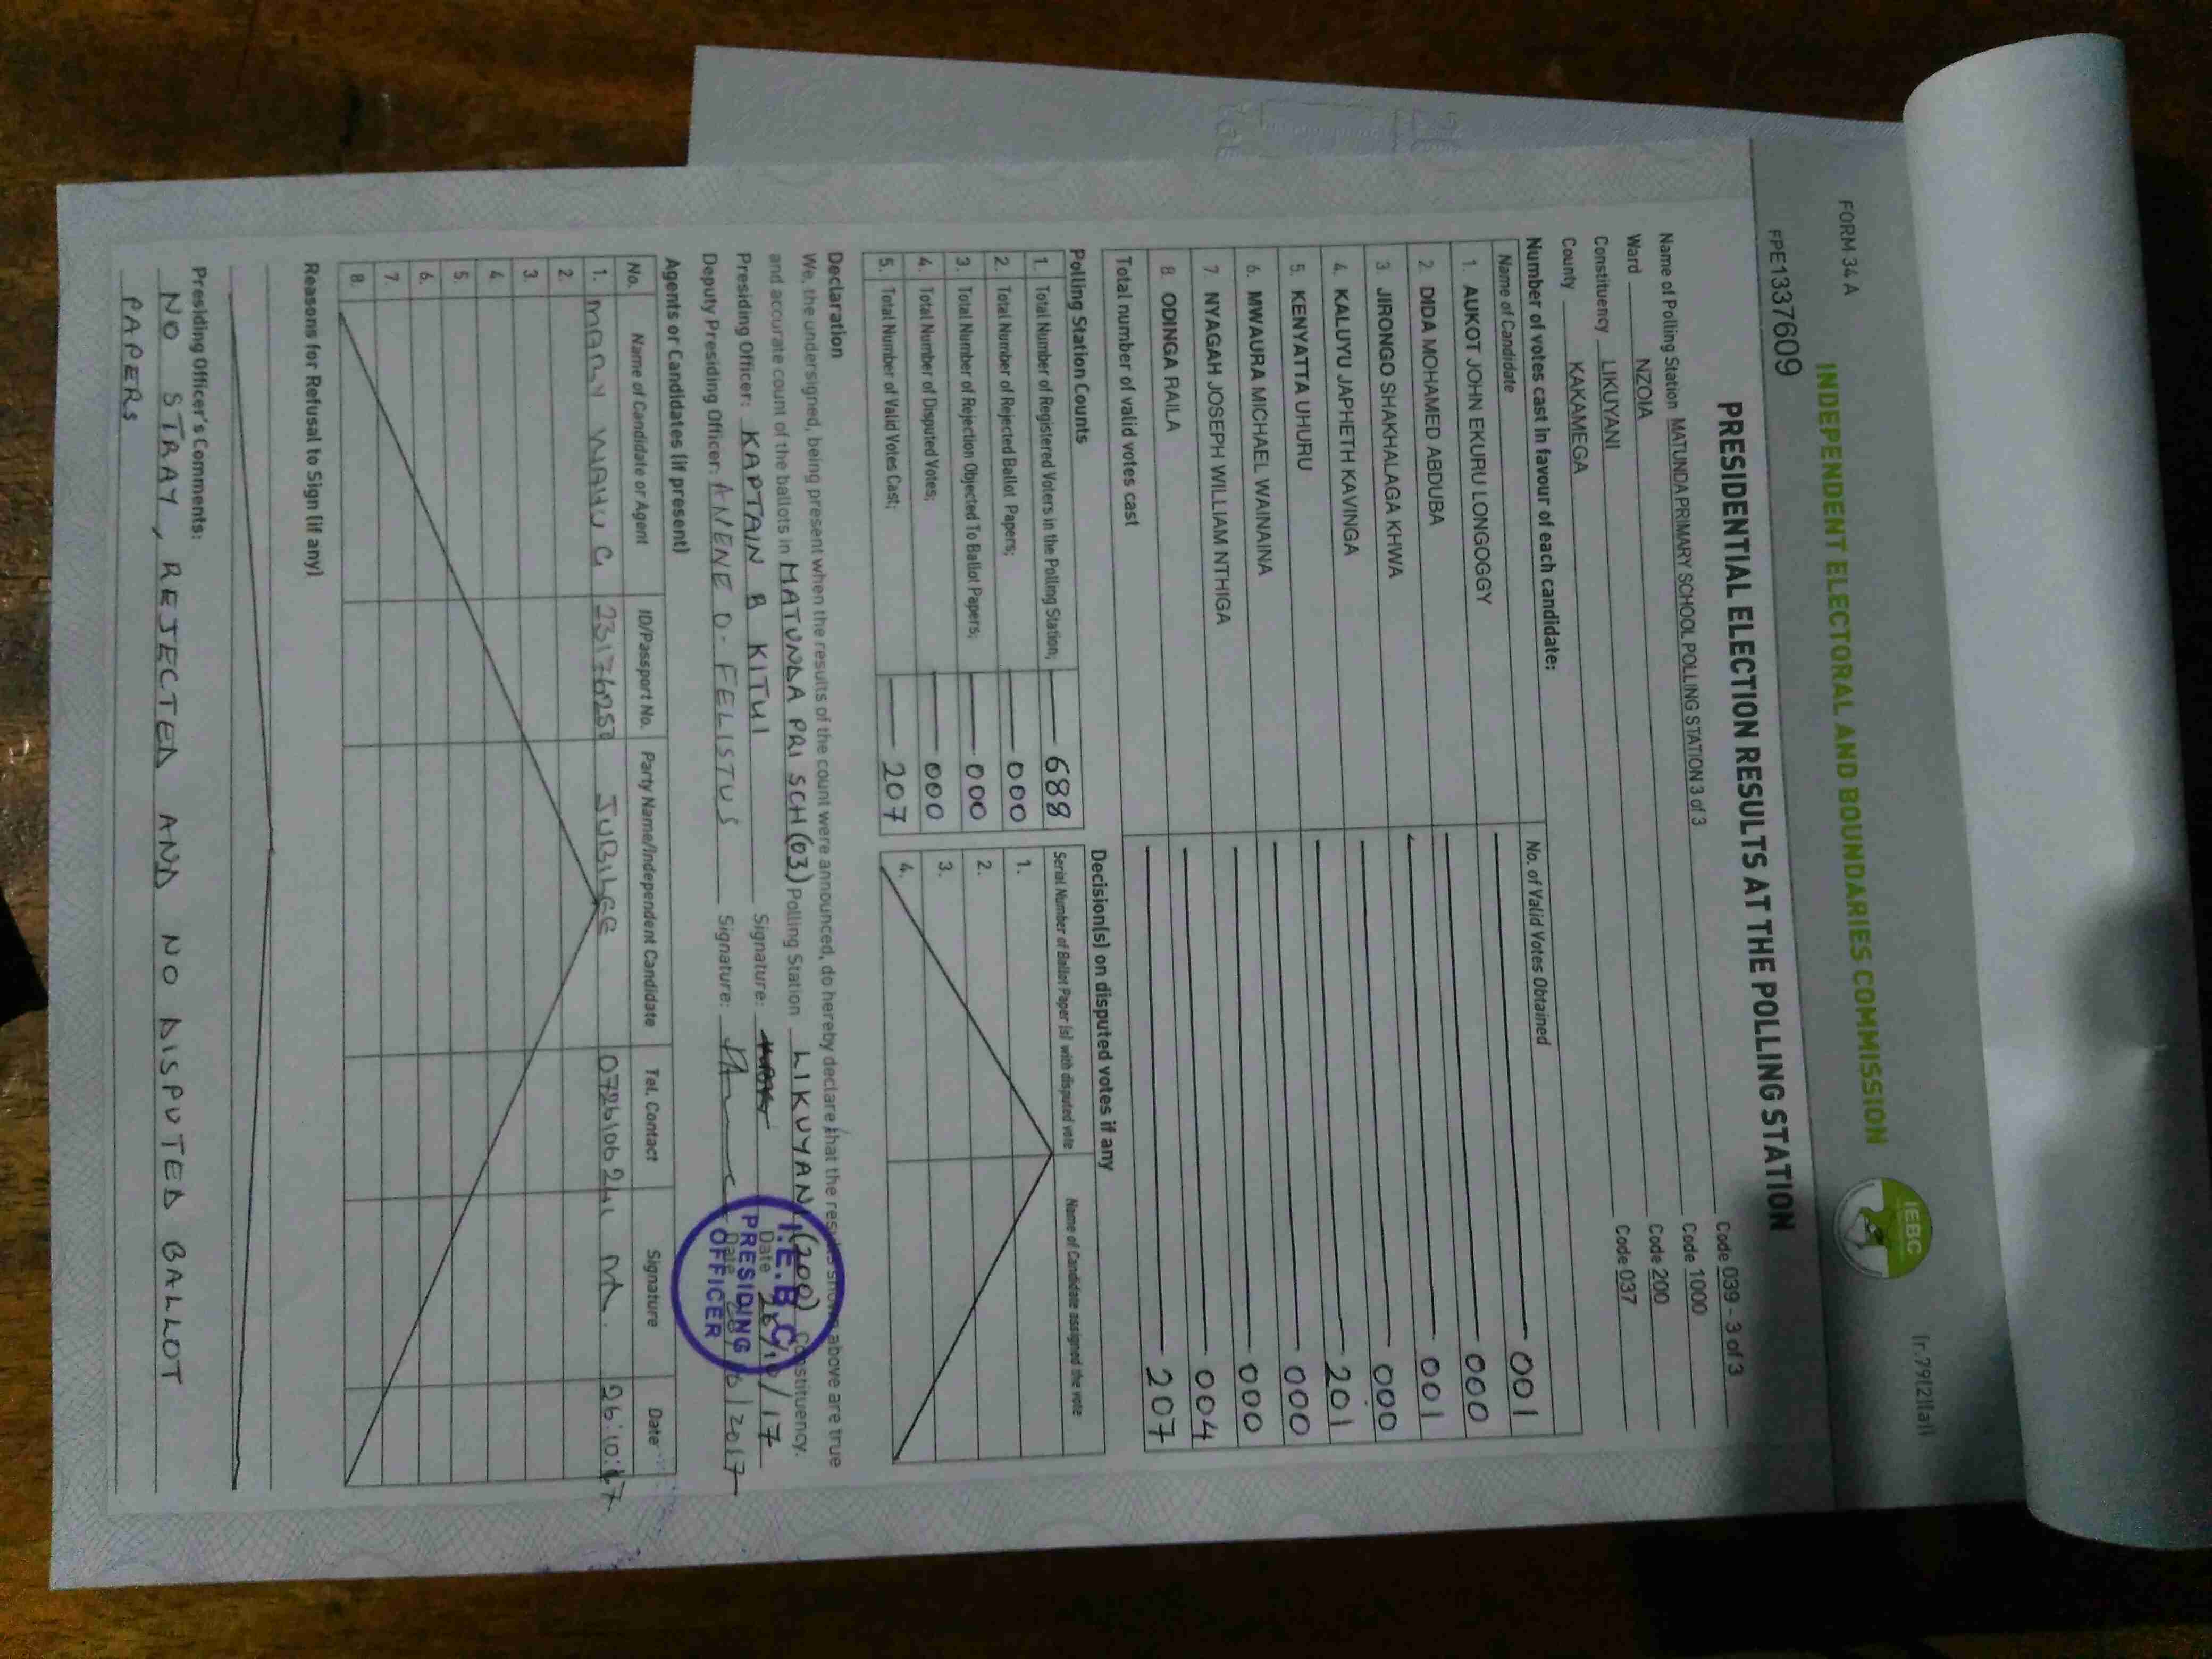 FORM 34 A
(r.79(2)(a))
INDEPENDENT ELECTORAL AND BOUNDARIES COMMISSION
IEBC
FPE1337609
PRESIDENTIAL ELECTION RESULTS AT THE POLLING STATION
Name of Polling Station MATUNDA PRIMARY SCHOOL POLLING STATION 3 of 3 Code 039 - 3 of 3
Ward NZOIA Code 1000
Constituency LIKUYANI Code 200
County KAKAMEGA Code 037
Number of votes cast in favour of each candidate:
Name of Candidate No. of Valid Votes Obtained
1. AUKOT JOHN EKURU LONGOGGY 001
2. DIDA MOHAMED ABDUBA 000
3. JIRONGO SHAKHALAGA KHWA 001
4. KALUYU JAPHETH KAVINGA 000
5. KENYATTA UHURU 201
6. MWAURA MICHAEL WAINAINA 000
7. NYAGAH JOSEPH WILLIAM NTHIGA 000
8. ODINGA RAILA 004
Total number of valid votes cast 207
Polling Station Counts
1. Total Number of Registered Voters in the Polling Station; 688
2. Total Number of Rejected Ballot Papers; 000
3. Total Number of Rejection Objected To Ballot Papers; 000
4. Total Number of Disputed Votes; 000
5. Total Number of Valid Votes Cast; 207
Decision(s) on disputed votes if any
Serial Number of Ballot Paper (s) with disputed vote Name of Candidate assigned the vote
1.
2.
3.
4.
Declaration
We, the undersigned, being present when the results of the count were announced, do hereby declare that the results shown above are true
and accurate count of the ballots in MATUNDA PRI SCH (03) Polling Station LIKUYANI (200) Constituency.
Presiding Officer: KAPTAIN B KITUI Signature: Date 26/10/17
Deputy Presiding Officer: ANENE D. FELISTUS Signature: Date 26/10/2017
I.E.B.C
PRESIDING
OFFICER
Agents or Candidates (if present)
No. Name of Candidate or Agent ID/Passport No. Party Name/Independent Candidate Tel. Contact Signature Date
1. MARY C 23176250 JUBILEE 26:10:17
2.
3.
4.
5.
6.
7.
8.
Reasons for Refusal to Sign (if any)
Presiding Officer's Comments:
NO STRAY, REJECTED AND NO DISPUTED BALLOT
PAPERS